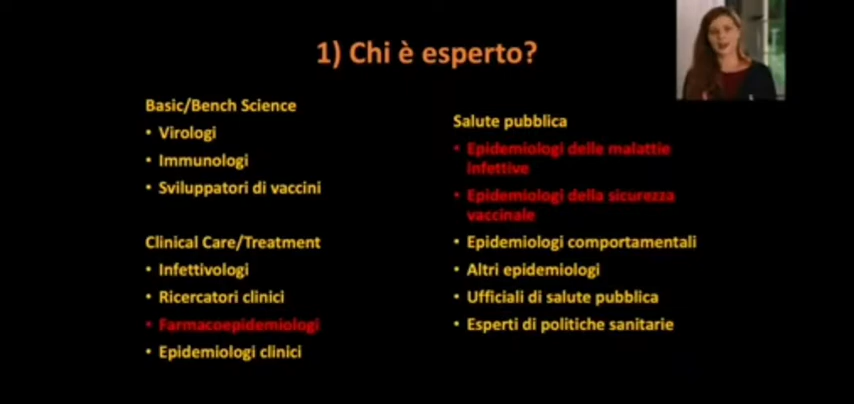 1) Chi è esperto?
Basic/Bench Science
• Virologi
• Immunologi
• Sviluppatori di vaccini
Clinical Care/Treatment
• Infettivologi
• Ricercatori clinici
• Farmacoepidemiologi
• Epidemiologi clinici
Salute pubblica
• Epidemiologi delle malattie
infettive
• Epidemiologi della sicurezza
vaccinale
• Epidemiologi comportamentali
• Altri epidemiologi
• Ufficiali di salute pubblica
• Esperti di politiche sanitarie